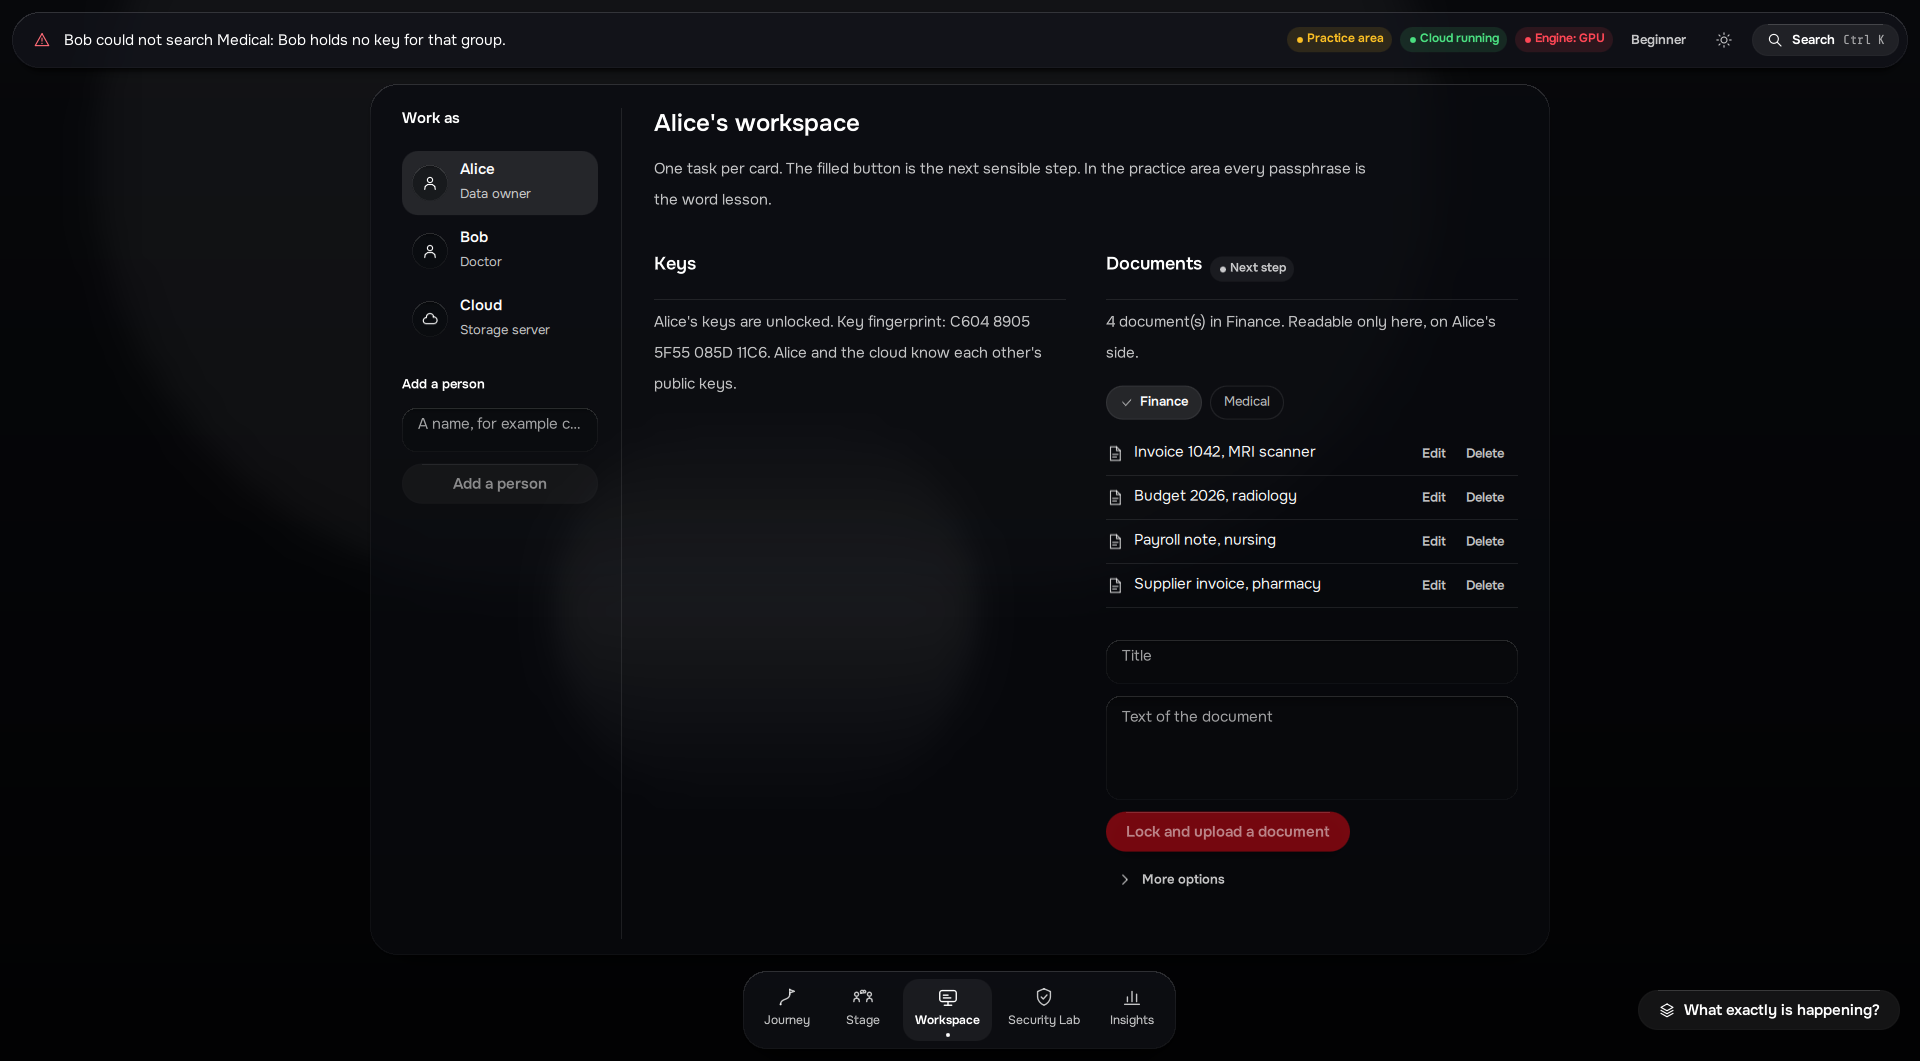 Bob could not search Medical: Bob holds no key for that group.
Practice area
Cloud running
Engine: GPU
Beginner
Search Ctrl K
Work as
Alice
Data owner
Bob
Doctor
Cloud
Storage server
Add a person
A name, for example c...
Add a person
Alice's workspace
One task per card. The filled button is the next sensible step. In the practice area every passphrase is
the word lesson.
Keys
Alice's keys are unlocked. Key fingerprint: C604 8905
5F55 085D 11C6. Alice and the cloud know each other's
public keys.
Documents
Next step
4 document(s) in Finance. Readable only here, on Alice's
side.
Finance
Medical
Invoice 1042, MRI scanner Edit Delete
Budget 2026, radiology Edit Delete
Payroll note, nursing Edit Delete
Supplier invoice, pharmacy Edit Delete
Title
Text of the document
Lock and upload a document
More options
Journey
Stage
Workspace
Security Lab
Insights
What exactly is happening?